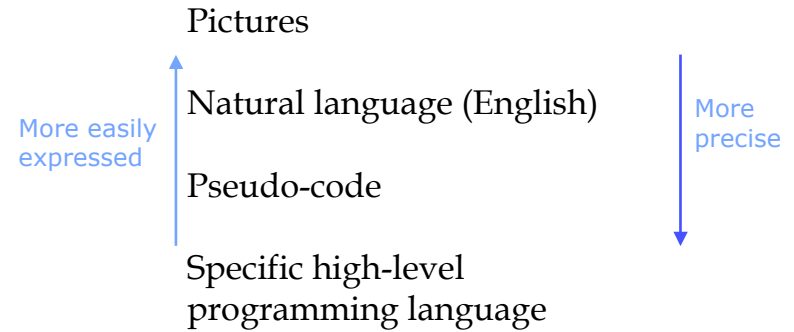 Pictures
Natural language (English)
More easily
expressed
More
precise
Pseudo-code
Specific high-level
programming language